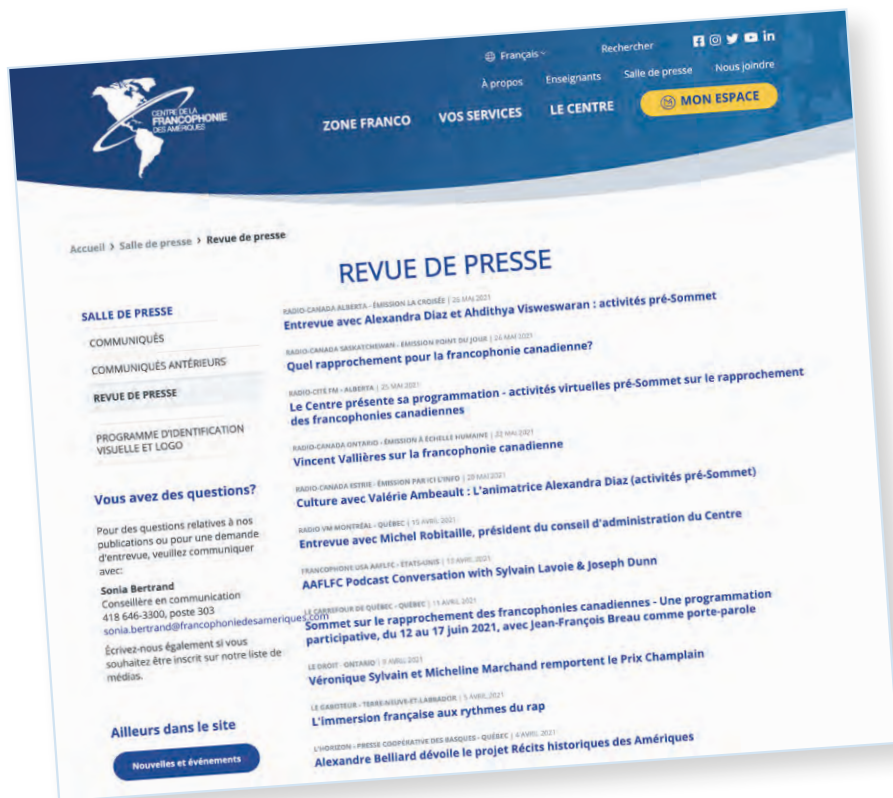 Français
Rechercher
À propos
Enseignants
Salle de presse
Nous joindre
CENTRE DE LA
FRANCOPHONIE
DES AMÉRIQUES
ZONE FRANCO
VOS SERVICES
LE CENTRE
MON ESPACE
Accueil > Salle de presse > Revue de presse
REVUE DE PRESSE
SALLE DE PRESSE
COMMUNIQUÉS
COMMUNIQUÉS ANTÉRIEURS
REVUE DE PRESSE
PROGRAMME D'IDENTIFICATION
VISUELLE ET LOGO
Vous avez des questions?
Pour des questions relatives à nos
publications ou pour une demande
d'entrevue, veuillez communiquer
avec:
Sonia Bertrand
Conseillère en communication
418 646-3300, poste 303
sonia.bertrand@francophoniedesameriques.com
Écrivez-nous également si vous
souhaitez être inscrit sur notre liste de
médias.
Ailleurs dans le site
Nouvelles et événements
RADIO-CANADA ALBERTA - ÉMISSION LA CROISÉE | 26 MAI 2021
Entrevue avec Alexandra Diaz et Ahdithya Visweswaran : activités pré-Sommet
RADIO-CANADA SASKATCHEWAN - ÉMISSION POINT DU JOUR | 26 MAI 2021
Quel rapprochement pour la francophonie canadienne?
RADIO-CITÉ FM - ALBERTA | 25 MAI 2021
Le Centre présente sa programmation - activités virtuelles pré-Sommet sur le rapprochement
des francophonies canadiennes
RADIO-CANADA ONTARIO - ÉMISSION À ÉCHELLE HUMAINE | 22 MAI 2021
Vincent Vallières sur la francophonie canadienne
RADIO-CANADA ESTRIE - ÉMISSION PAR ICI L'INFO | 20 MAI 2021
Culture avec Valérie Ambeault : L'animatrice Alexandra Diaz (activités pré-Sommet)
RADIO VM MONTRÉAL - QUÉBEC | 15 AVRIL 2021
Entrevue avec Michel Robitaille, président du conseil d'administration du Centre
FRANCOPHONE USA AAFLFC - ÉTATS-UNIS | AVRIL 2021
AAFLFC Podcast Conversation with Sylvain Lavoie & Joseph Dunn
LE CARREFOUR DE QUÉBEC - QUÉBEC | 11 AVRIL 2021
Sommet sur le rapprochement des francophonies canadiennes - Une programmation
participative, du 12 au 17 juin 2021, avec Jean-François Breau comme porte-parole
LE DROIT - ONTARIO | 9 AVRIL 2021
Véronique Sylvain et Micheline Marchand remportent le Prix Champlain
LE GABOTEUR - TERRE-NEUVE-ET-LABRADOR | 5 AVRIL 2021
L'immersion française aux rythmes du rap
L'HORIZON - PRESSE COOPÉRATIVE DES BASQUES - QUÉBEC | 4 AVRIL 2021
Alexandre Belliard dévoile le projet Récits historiques des Amériques